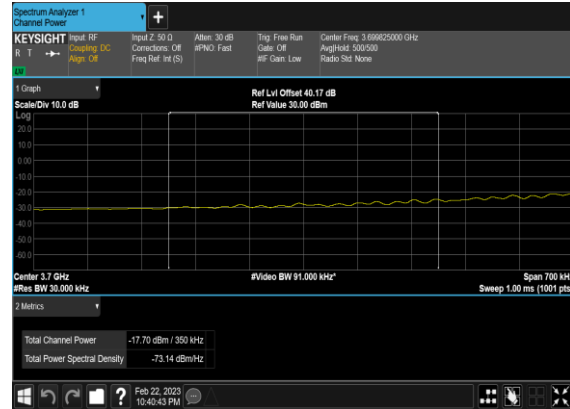 Spectrum Analyzer 1
Channel Power
+
KEYSIGHT
R T
Input: RF
Coupling: DC
Align: Off
Input Z: 50 Ω
Corrections: Off
Freq Ref: Int (S)
Atten: 30 dB
#PNO: Fast
Trig: Free Run
Gate: Off
#IF Gain: Low
Center Freq: 3.699825000 GHz
Avg|Hold: 500/500
Radio Std: None
1 Graph
Scale/Div 10.0 dB
Ref Lvl Offset 40.17 dB
Ref Value 30.00 dBm
Log
20.0
10.0
0.00
-10.0
-20.0
-30.0
-40.0
-50.0
-60.0
Center 3.7 GHz
#Video BW 91.000 kHz*
Span 700 kH
#Res BW 30.000 kHz
Sweep 1.00 ms (1001 pts
2 Metrics
Total Channel Power -17.70 dBm / 350 kHz
Total Power Spectral Density -73.14 dBm/Hz
?
Feb 22, 2023
10:40:43 PM